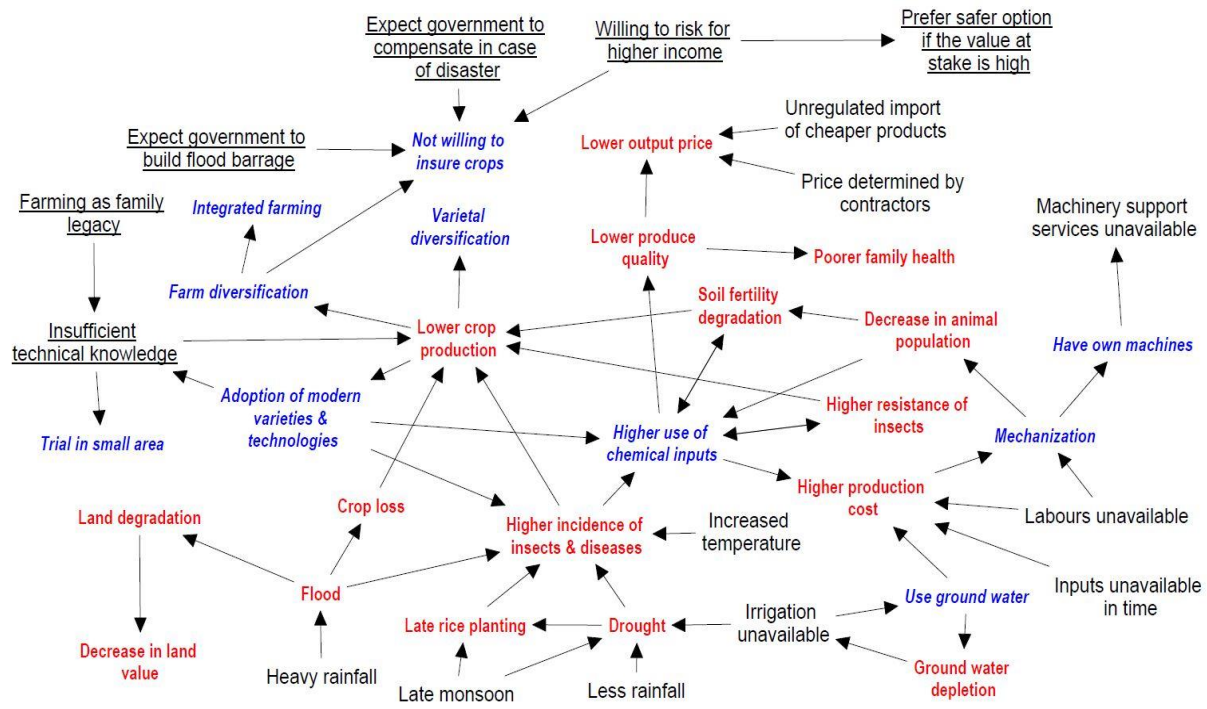 Expect government to
compensate in case
of disaster
Willing to risk for
higher income
Prefer safer option
if the value at
stake is high
Unregulated import
of cheaper products
Expect government to
build flood barrage
Not willing to
insure crops
Lower output price
Price determined by
contractors
Farming as family
legacy
Integrated farming
Varietal
diversification
Lower produce
quality
Poorer family health
Machinery support
services unavailable
Farm diversification
Soil fertility
degradation
Decrease in animal
population
Insufficient
technical knowledge
Lower crop
production
Have own machines
Adoption of modern
varieties &
technologies
Higher resistance of
insects
Trial in small area
Higher use of
chemical inputs
Mechanization
Higher production
cost
Land degradation
Crop loss
Higher incidence of
insects & diseases
Increased
temperature
Labours unavailable
Flood
Use ground water
Inputs unavailable
in time
Late rice planting
Drought
Irrigation
unavailable
Decrease in land
value
Heavy rainfall
Late monsoon
Less rainfall
Ground water
depletion